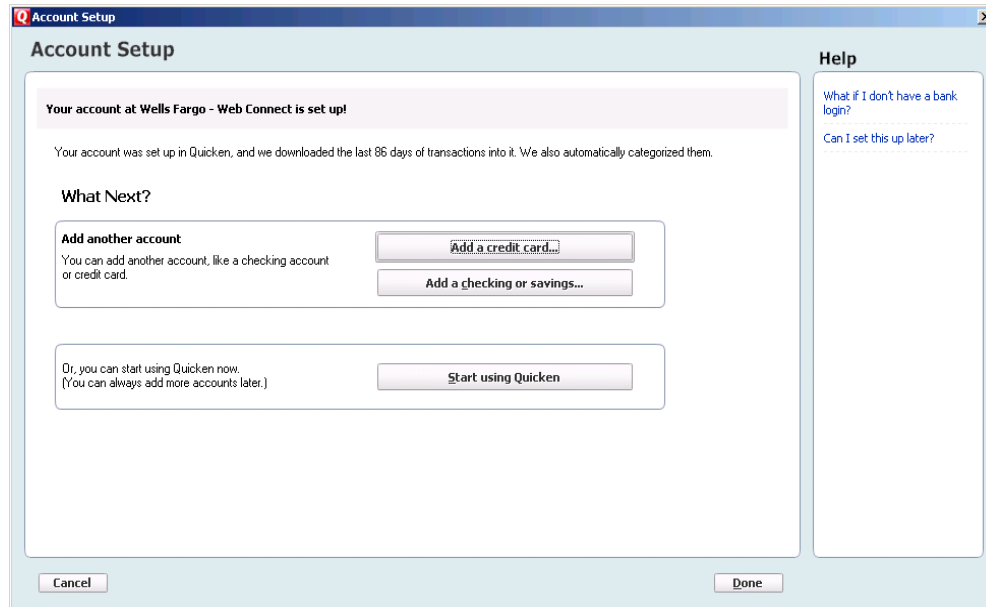 Q Account Setup
Account Setup
Help
Your account at Wells Fargo - Web Connect is set up!
Your account was set up in Quicken, and we downloaded the last 86 days of transactions into it. We also automatically categorized them.
What Next?
Add another account
You can add another account, like a checking account
or credit card.
Add a credit card...
Add a checking or savings...
Or, you can start using Quicken now.
(You can always add more accounts later.)
Start using Quicken
What if I don't have a bank
login?
Can I set this up later?
Cancel
Done